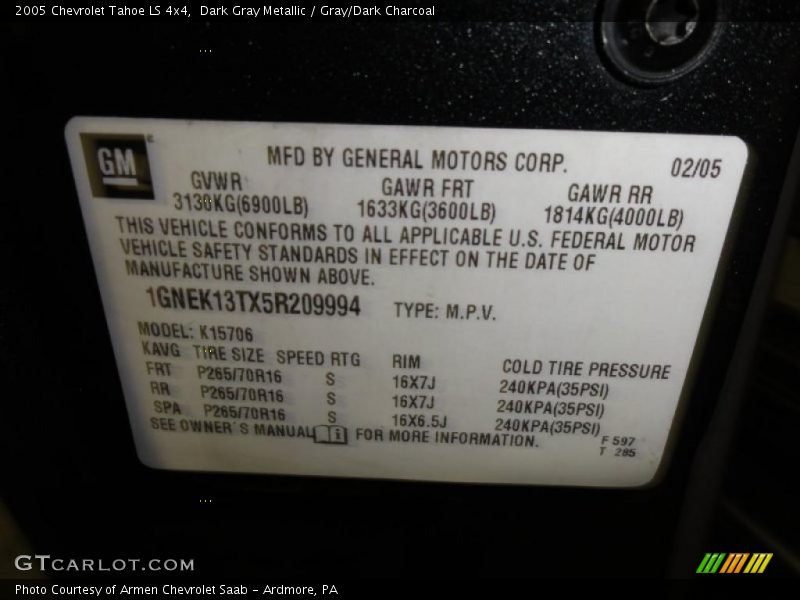 2005 Chevrolet Tahoe LS 4x4, Dark Gray Metallic / Gray/Dark Charcoal
GM
MFD BY GENERAL MOTORS CORP. 02/05
GVWR GAWR FRT GAWR RR
3130KG(6900LB) 1633KG(3600LB) 1814KG(4000LB)
THIS VEHICLE CONFORMS TO ALL APPLICABLE U.S. FEDERAL MOTOR
VEHICLE SAFETY STANDARDS IN EFFECT ON THE DATE OF
MANUFACTURE SHOWN ABOVE.
1GNEK13TX5R209994 TYPE: M.P.V.
MODEL: K15706
KAVG TIRE SIZE SPEED RTG RIM COLD TIRE PRESSURE
FRT P265/70R16 S 16X7J 240KPA(35PSI)
RR P265/70R16 S 16X7J 240KPA(35PSI)
SPA P265/70R16 S 16X6.5J 240KPA(35PSI)
SEE OWNER'S MANUAL FOR MORE INFORMATION.
F 597
T 285
GTCARLOT.COM
Photo Courtesy of Armen Chevrolet Saab - Ardmore, PA